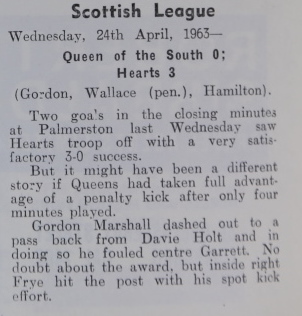 Scottish League
Wednesday, 24th April, 1963—
Queen of the South 0;
Hearts 3
(Gordon, Wallace (pen.), Hamilton).
Two goa's in the closing minutes
at Palmerston last Wednesday saw
Hearts troop off with a very satis-
factory 3-0 success.
But it might have been a different
story if Queens had taken full advant-
age of a penalty kick after only four
minutes played.
Gordon Marshall dashed out to a
pass back from Davie Holt and in
doing so he fouled centre Garrett. No
doubt about the award, but inside right
Frye hit the post with his spot kick
effort.